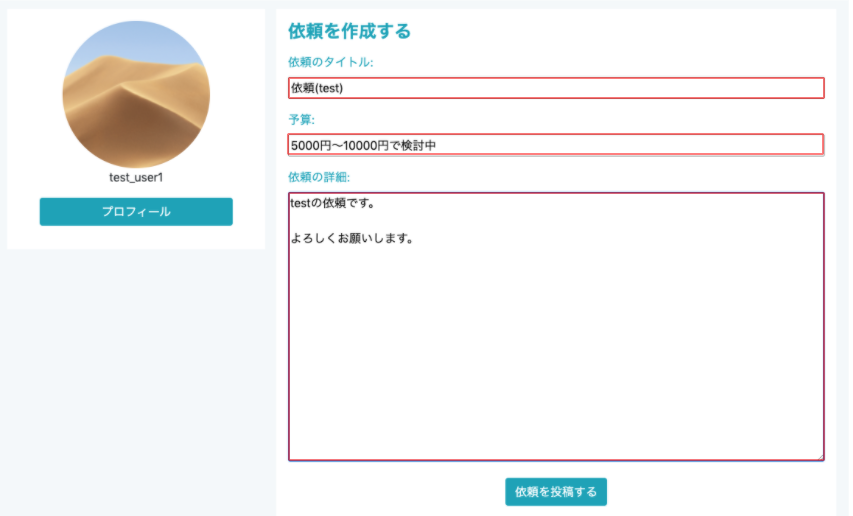 test_user1
プロフィール
依頼を作成する
依頼のタイトル:
依頼(test)
予算:
5000円〜10000円で検討中
依頼の詳細:
testの依頼です。
よろしくお願いします。
依頼を投稿する